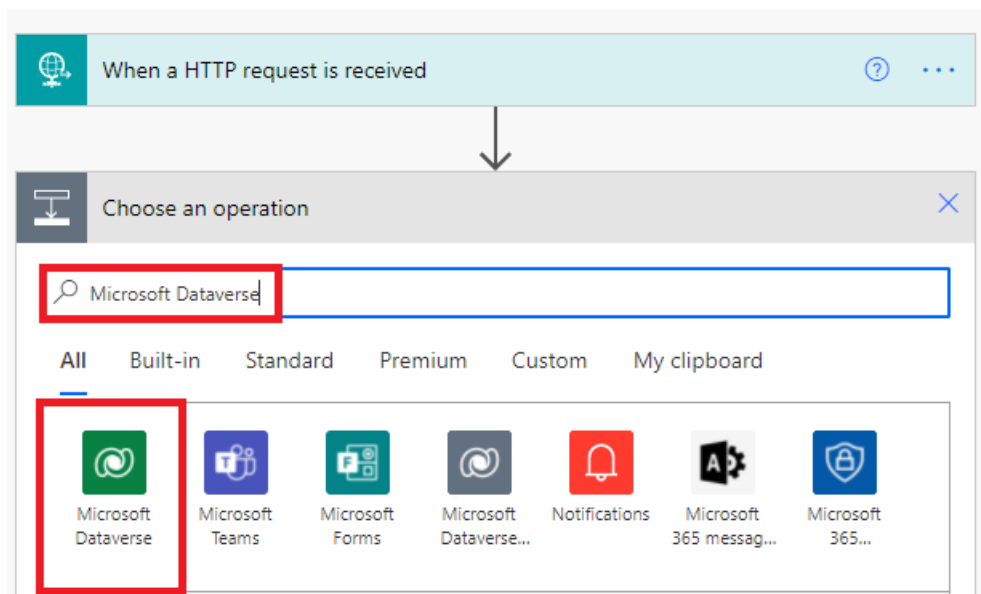 When a HTTP request is received
Choose an operation
Microsoft Dataverse
All Built-in Standard Premium Custom My clipboard
Microsoft Dataverse
Microsoft Teams
Microsoft Forms
Microsoft Dataverse...
Notifications
Microsoft 365 messag...
Microsoft 365...